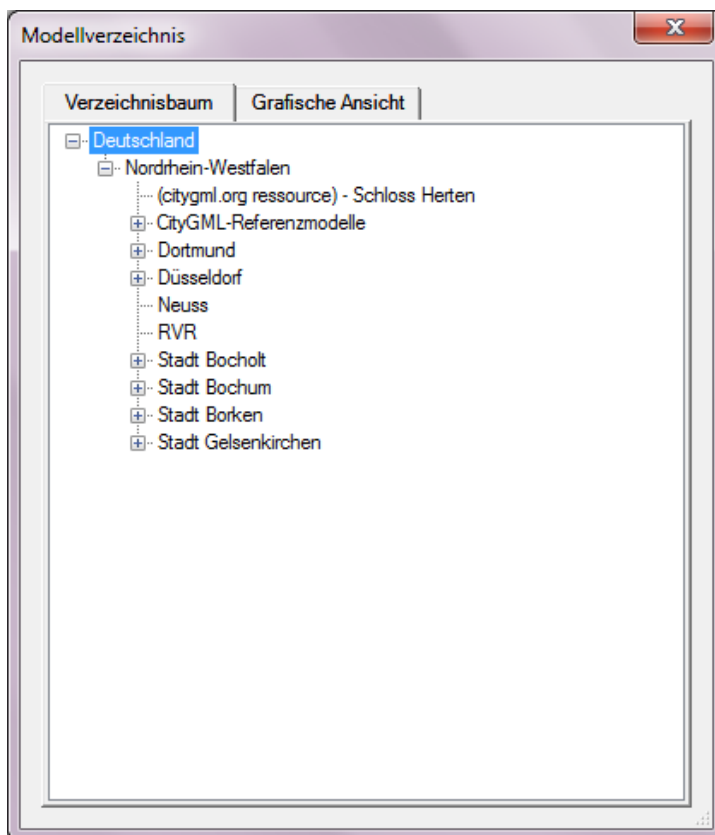 Modellverzeichnis
Verzeichnisbaum Grafische Ansicht
Deutschland
Nordrhein-Westfalen
(citygml.org ressource) - Schloss Herten
CityGML-Referenzmodelle
Dortmund
Düsseldorf
Neuss
RVR
Stadt Bocholt
Stadt Bochum
Stadt Borken
Stadt Gelsenkirchen